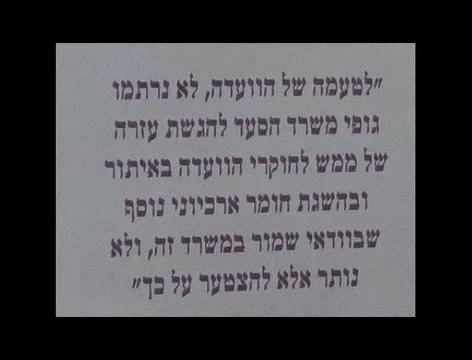 "לטעמה של הוועדה, לא נרתמו
גופי משרד הסעד להגשת עזרה
של ממש לחוקרי הוועדה באיתור
ובהשגת חומר ארכיוני נוסף
שבוודאי שמור במשרד זה, ולא
נותר אלא להצטער על כך"